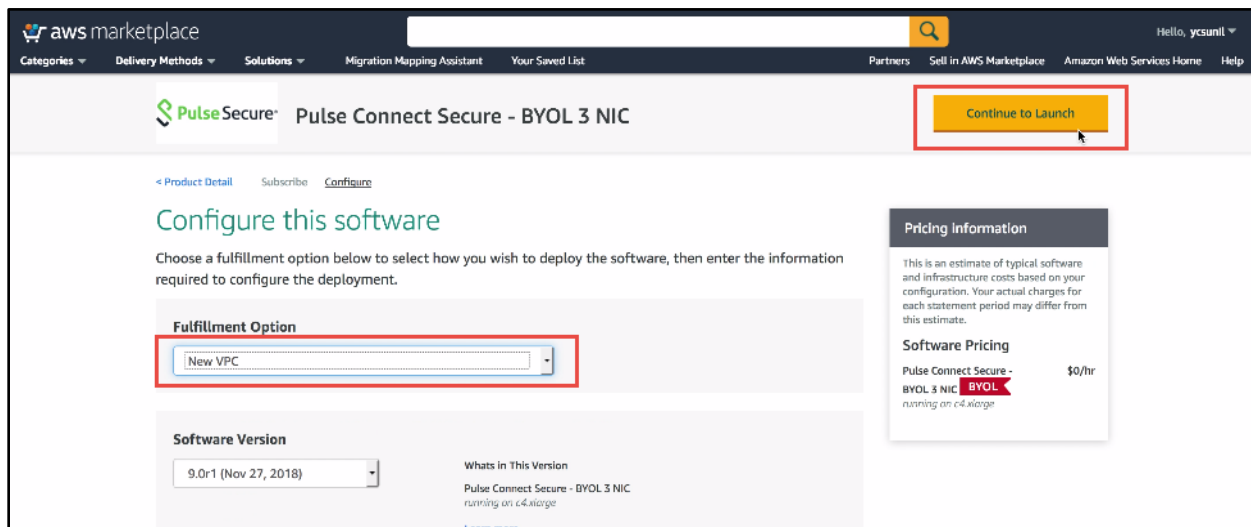 aws marketplace
Hello, ycsunil
Categories Delivery Methods Solutions Migration Mapping Assistant Your Saved List Partners Sell in AWS Marketplace Amazon Web Services Home Help
Pulse Secure Pulse Connect Secure - BYOL 3 NIC Continue to Launch
< Product Detail Subscribe Configure
Configure this software
Choose a fulfillment option below to select how you wish to deploy the software, then enter the information
required to configure the deployment.
Fulfillment Option
New VPC
Software Version
9.0r1 (Nov 27, 2018)
Whats in This Version
Pulse Connect Secure - BYOL 3 NIC
running on c4.xlarge
Learn more
Pricing information
This is an estimate of typical software
and infrastructure costs based on your
configuration. Your actual charges for
each statement period may differ from
this estimate.
Software Pricing
Pulse Connect Secure - $0/hr
BYOL 3 NIC BYOL
running on c4.xlarge